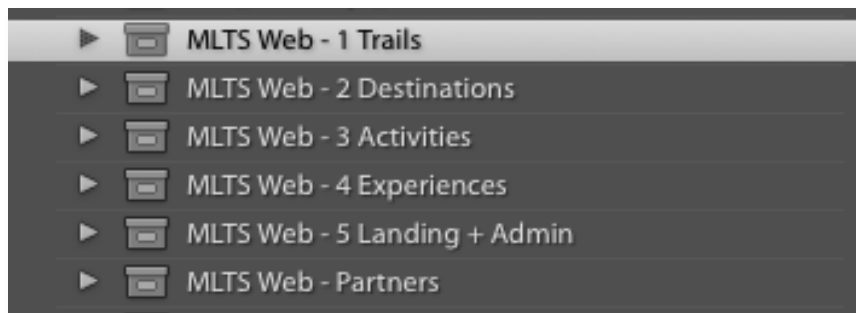 MLTS Web - 1 Trails
MLTS Web - 2 Destinations
MLTS Web - 3 Activities
MLTS Web - 4 Experiences
MLTS Web - 5 Landing + Admin
MLTS Web - Partners